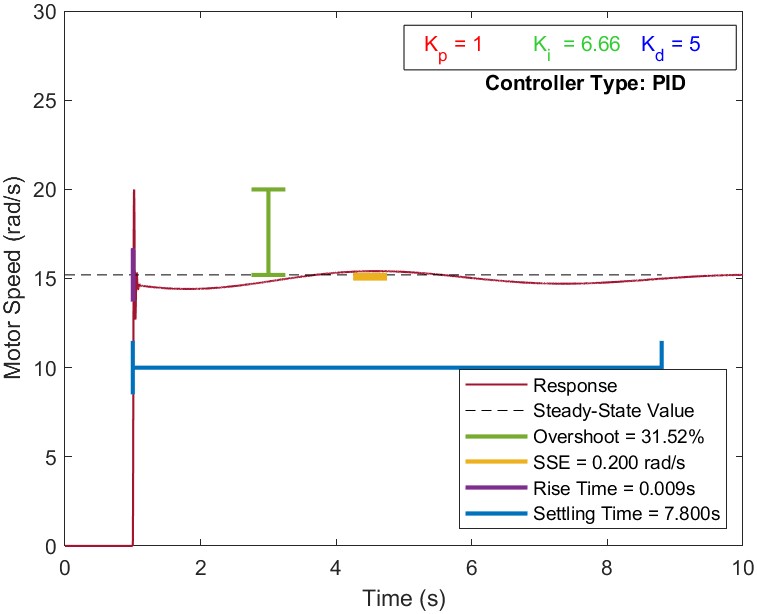 30
25
20
15
10
5
0
Motor Speed (rad/s)
Kp = 1 Ki = 6.66 Kd = 5
Controller Type: PID
Response
Steady-State Value
Overshoot = 31.52%
SSE = 0.200 rad/s
Rise Time = 0.009s
Settling Time = 7.800s
0 2 4 6 8 10
Time (s)